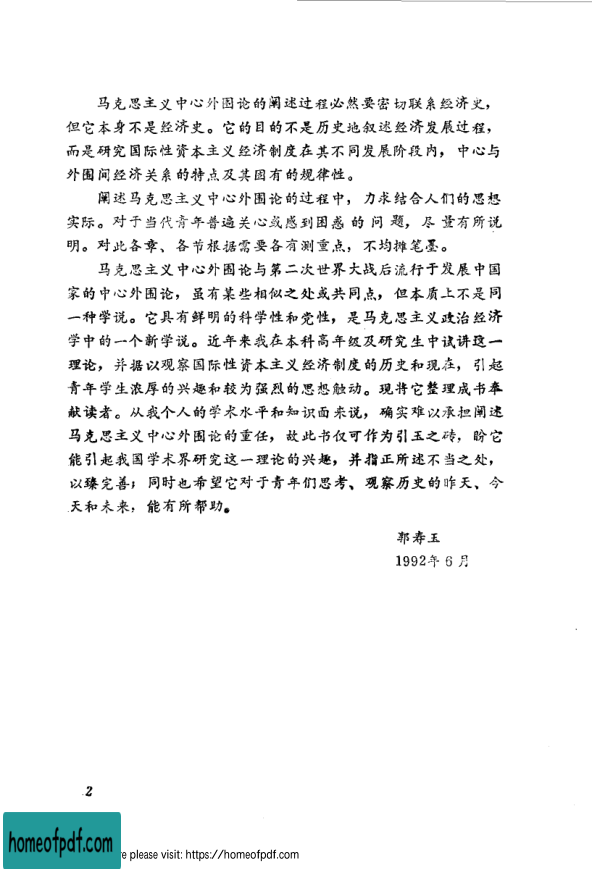 马克思主义中心外围论的阐述过程必然要密切联系经济史，
但它本身不是经济史。它的目的不是历史地叙述经济发展过程，
而是研究国际性资本主义经济制度在其不同发展阶段内，中心与
外围间经济关系的特点及其固有的规律性。
阐述马克思主义中心外围论的过程中，力求结合人们的思想
实际。对于当代青年普遍关心或感到困惑的问题，尽量有所说
明。对此各章、各节根据需要各有测重点，不均摊笔墨。
马克思主义中心外围论与第二次世界大战后流行于发展中国
家的中心外围论，虽有某些相似之处或共同点，但本质上不是同
一种学说。它具有鲜明的科学性和党性，是马克思主义政治经济
学中的一个新学说。近年来我在本科高年级及研究生中试讲这一
理论，并据以观察国际性资本主义经济制度的历史和现在，引起
青年学生浓厚的兴趣和较为强烈的思想触动。现将它整理成书奉
献读者。从我个人的学术水平和知识面来说，确实难以承担阐述
马克思主义中心外围论的重任，故此书仅可作为引玉之砖，盼它
能引起我国学术界研究这一理论的兴趣，并指正所述不当之处，
以臻完善；同时也希望它对于青年们思考、观察历史的昨天、今
天和未来，能有所帮助。
郭寿玉
1992年6月
2
homeofpdf.com
re please visit: https://homeofpdf.com